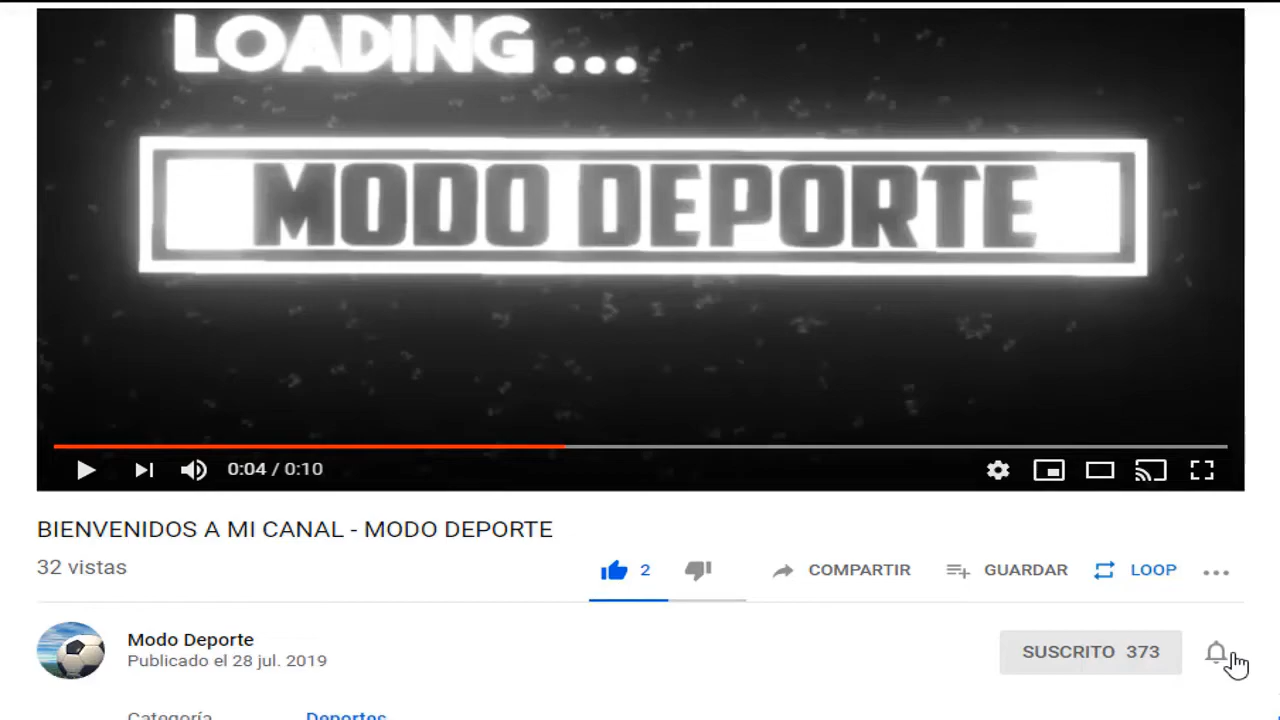 LOADING ...
MODO DEPORTE
0:04 / 0:10
BIENVENIDOS A MI CANAL - MODO DEPORTE
32 vistas
2
COMPARTIR
GUARDAR
LOOP
Modo Deporte
Publicado el 28 jul. 2019
SUSCRITO 373
Categoría
Deportes